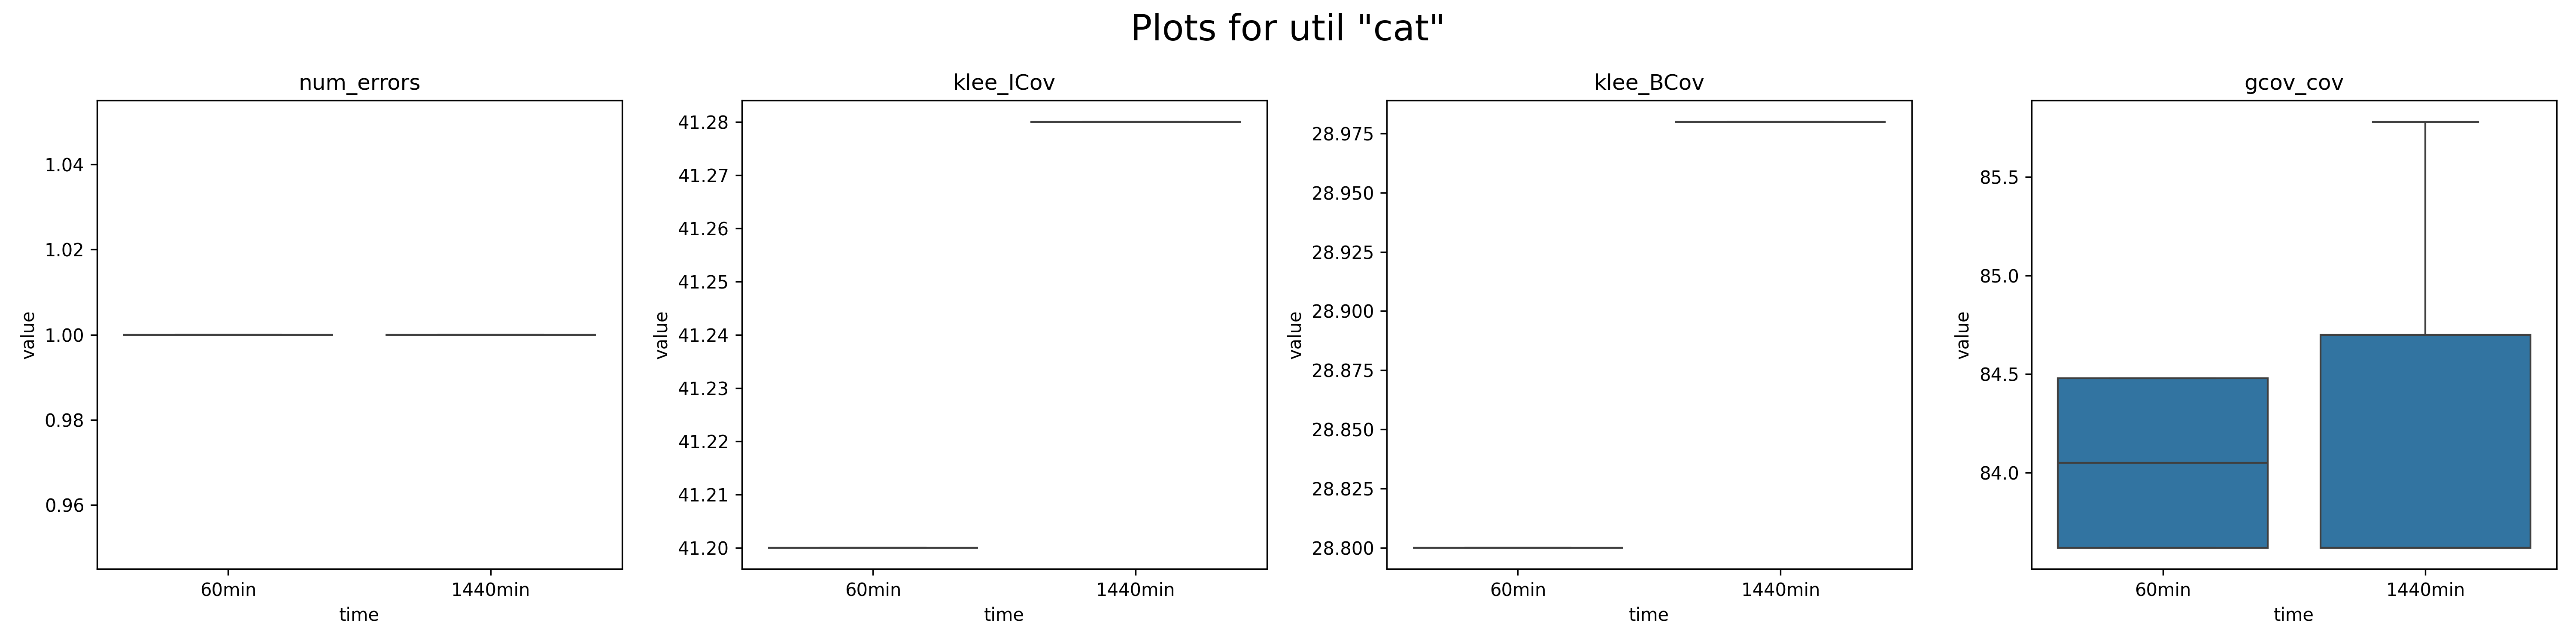 Plots for util "cat"
num_errors
1.04
1.02
1.00
0.98
0.96
value
60min 1440min
time
klee_ICov
41.28
41.27
41.26
41.25
41.24
41.23
41.22
41.21
41.20
value
60min 1440min
time
klee_BCov
28.975
28.950
28.925
28.900
28.875
28.850
28.825
28.800
value
60min 1440min
time
gcov_cov
85.5
85.0
84.5
84.0
value
60min 1440min
time